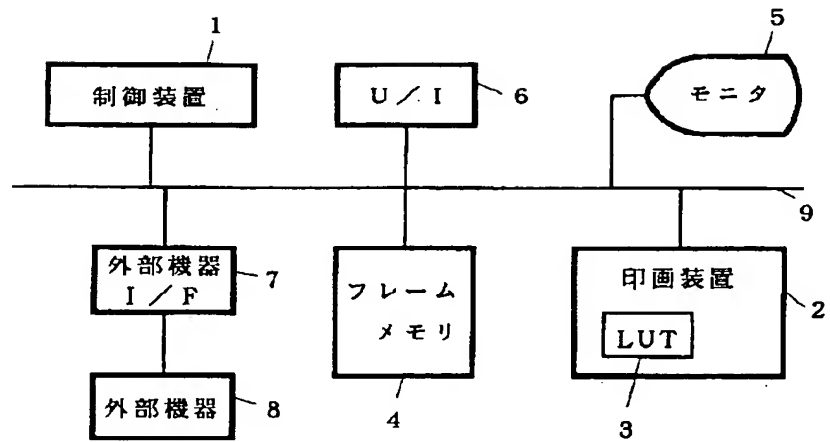 1
制御装置
U/I
6
5
モニタ
9
外部機器
I/F
7
フレーム
メモリ
4
印画装置
LUT
2
3
外部機器
8